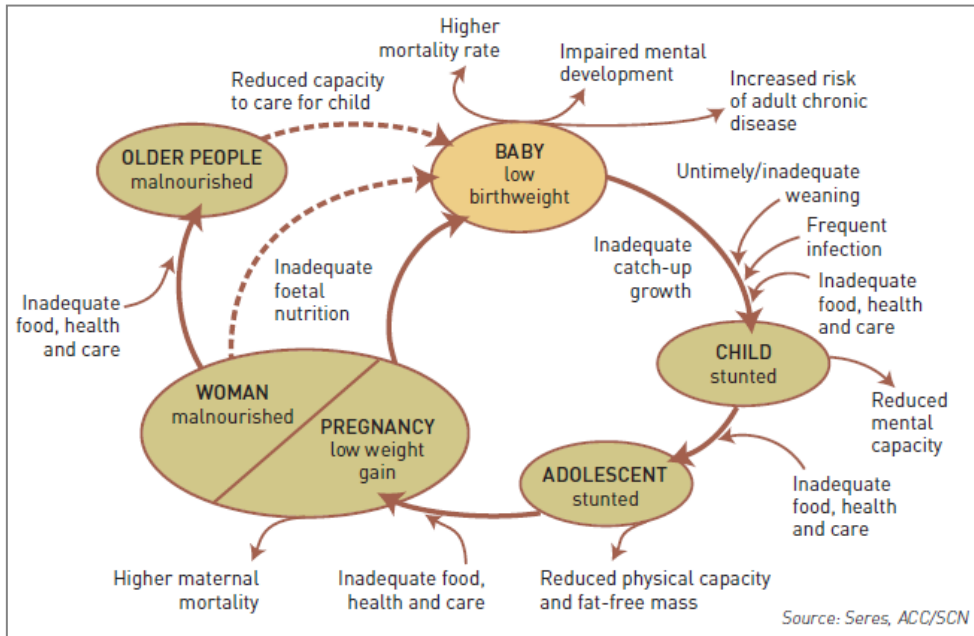 Higher
mortality rate
Impaired mental
development
Increased risk
of adult chronic
disease
Reduced capacity
to care for child
OLDER PEOPLE
malnourished
BABY
low
birthweight
Untimely/inadequate
weaning
Frequent
infection
Inadequate
food, health
and care
Inadequate
catch-up
growth
Inadequate
foetal
nutrition
Inadequate
food, health
and care
CHILD
stunted
Reduced
mental
capacity
WOMAN
malnourished
PREGNANCY
low weight
gain
ADOLESCENT
stunted
Inadequate
food, health
and care
Higher maternal
mortality
Inadequate food,
health and care
Reduced physical capacity
and fat-free mass
Source: Seres, ACC/SCN